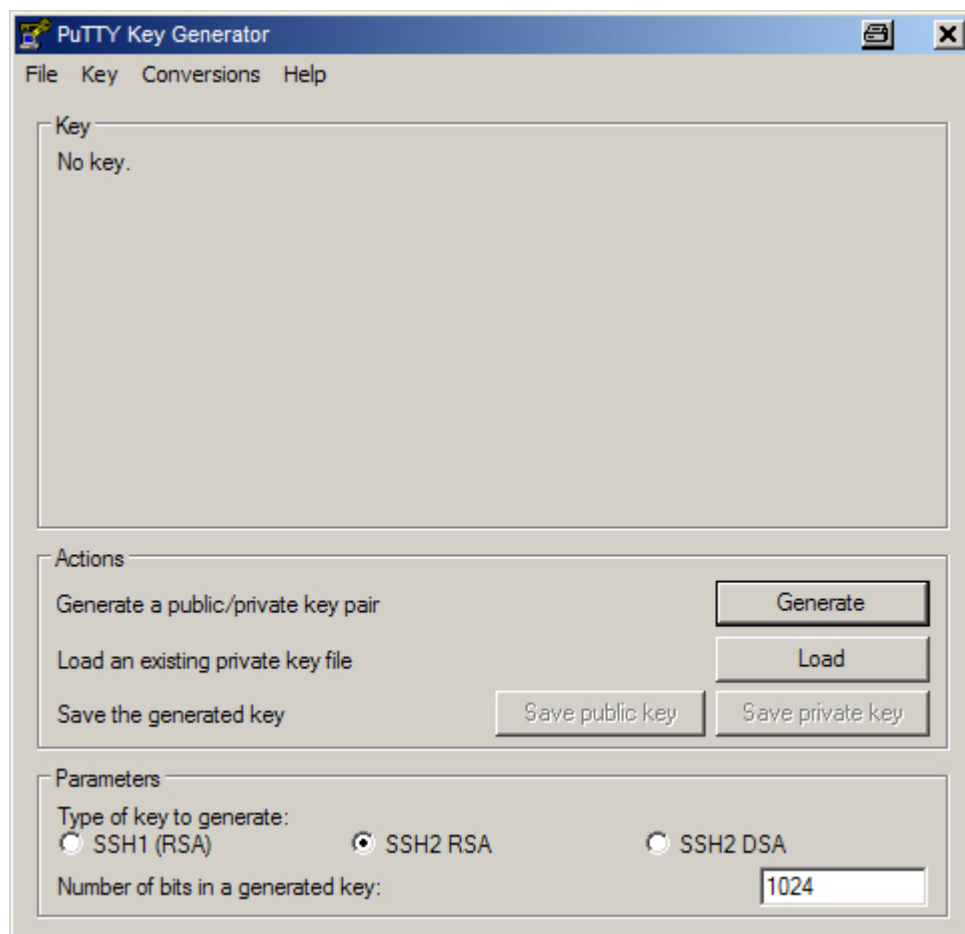 PuTTY Key Generator
File Key Conversions Help
Key
No key.
Actions
Generate a public/private key pair Generate
Load an existing private key file Load
Save the generated key Save public key Save private key
Parameters
Type of key to generate:
SSH1 (RSA) SSH2 RSA SSH2 DSA
Number of bits in a generated key: 1024